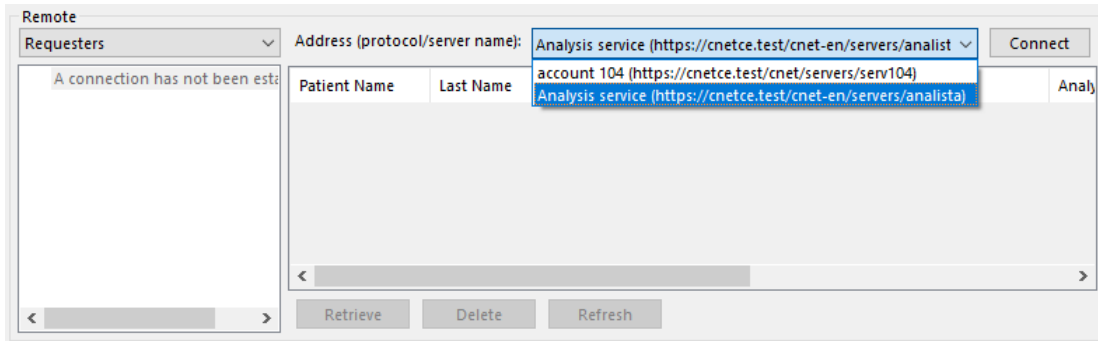 Remote
Requesters
Address (protocol/server name):
Analysis service (https://cnetce.test/cnet-en/servers/analist
Connect
account 104 (https://cnetce.test/cnet/servers/serv104)
Analysis service (https://cnetce.test/cnet-en/servers/analista)
A connection has not been esta
Patient Name Last Name Analy
Retrieve Delete Refresh